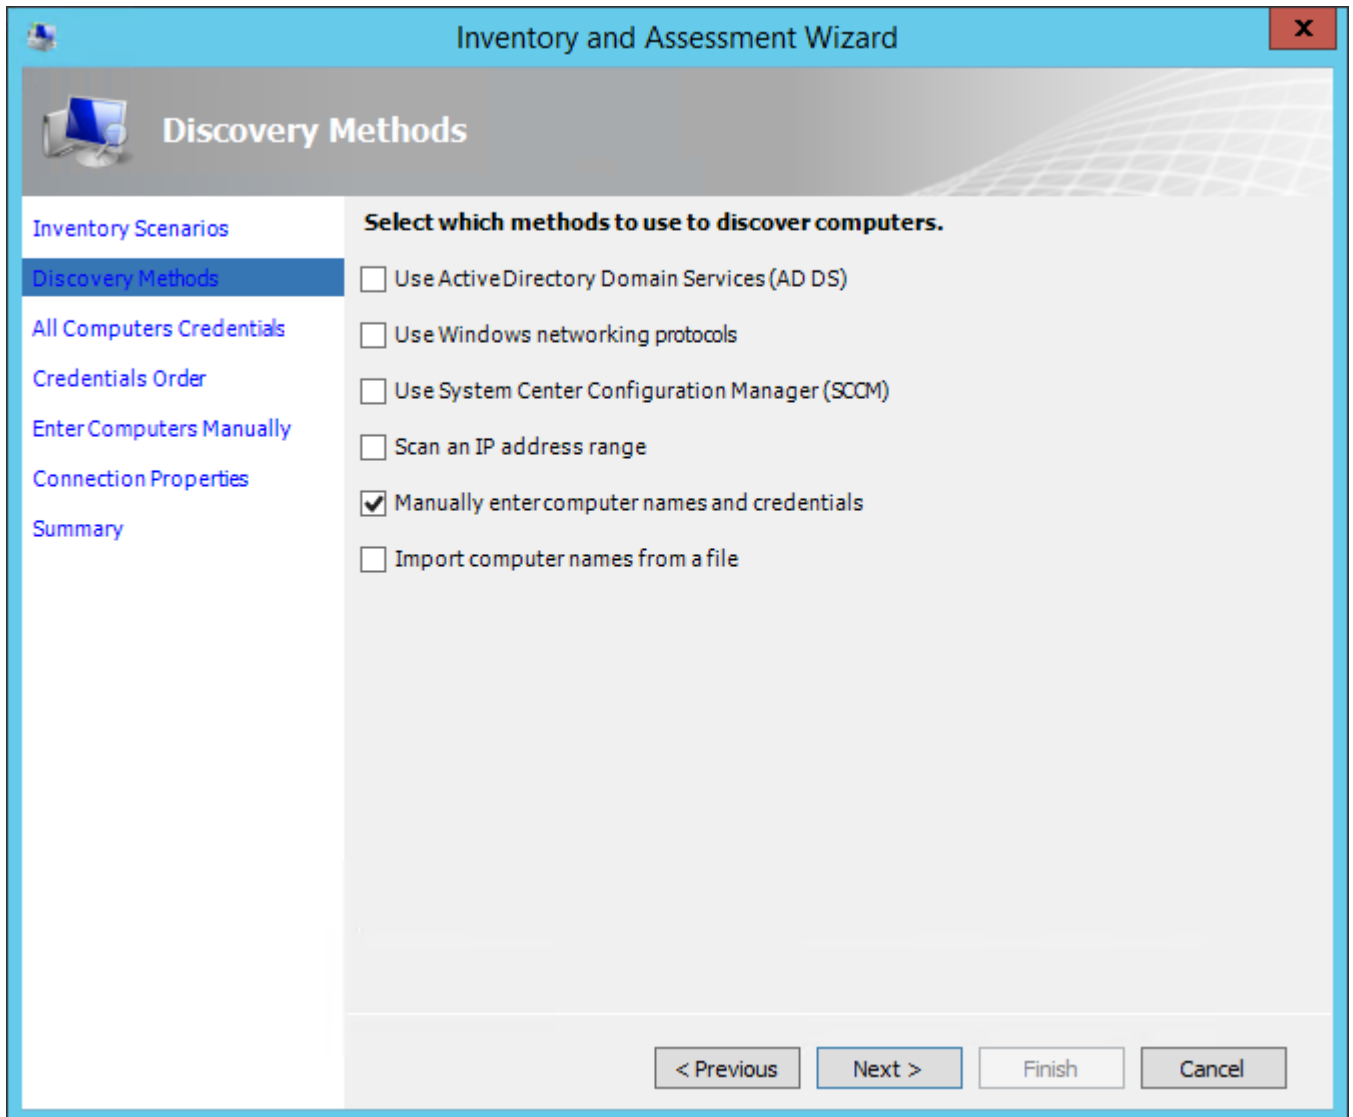 Inventory and Assessment Wizard
X
Discovery Methods
Inventory Scenarios
Discovery Methods
All Computers Credentials
Credentials Order
Enter Computers Manually
Connection Properties
Summary
Select which methods to use to discover computers.
Use Active Directory Domain Services (AD DS)
Use Windows networking protocols
Use System Center Configuration Manager (SCCM)
Scan an IP address range
Manually enter computer names and credentials
Import computer names from a file
< Previous
Next >
Finish
Cancel